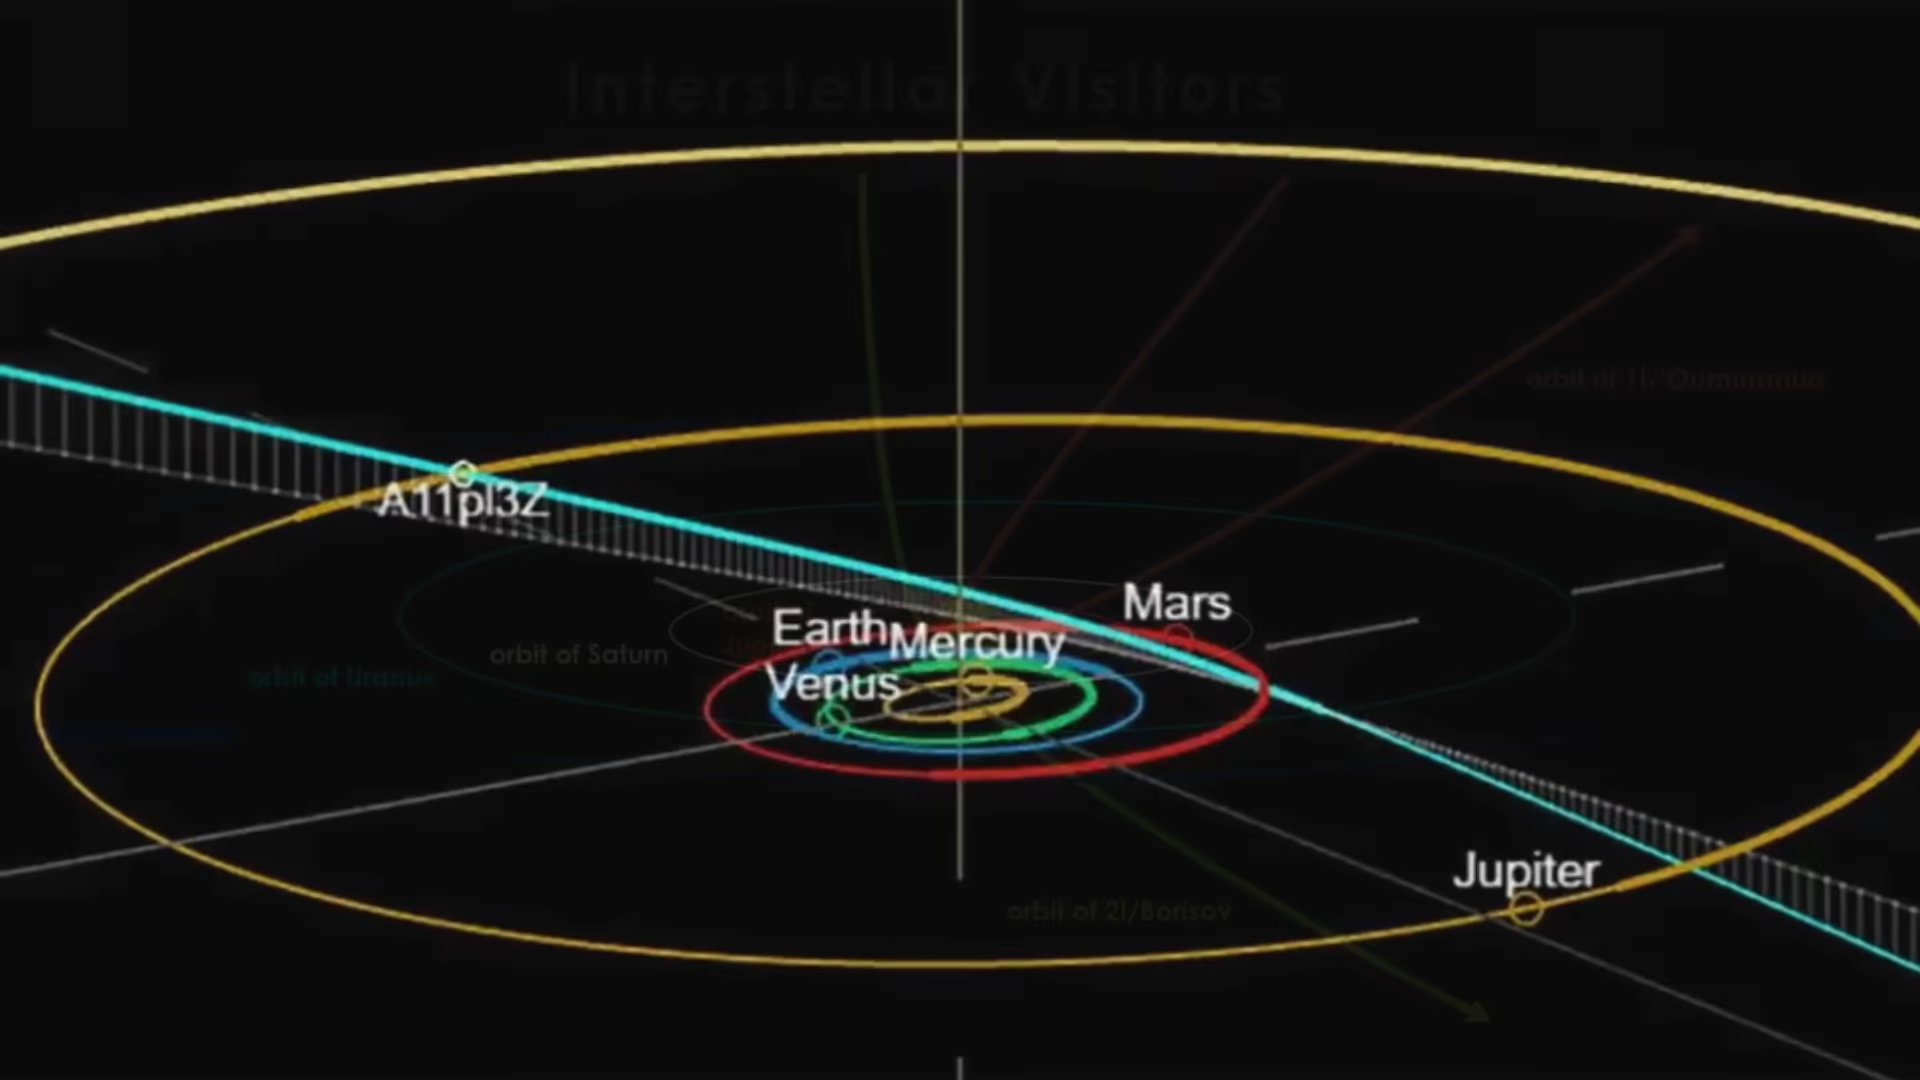 Interstellar Visitors
orbit of 1I/'Oumuamua
A11pl3Z
Mars
Earth
Mercury
orbit of Saturn
orbit of Uranus
Venus
Jupiter
orbit of 2I/Borisov